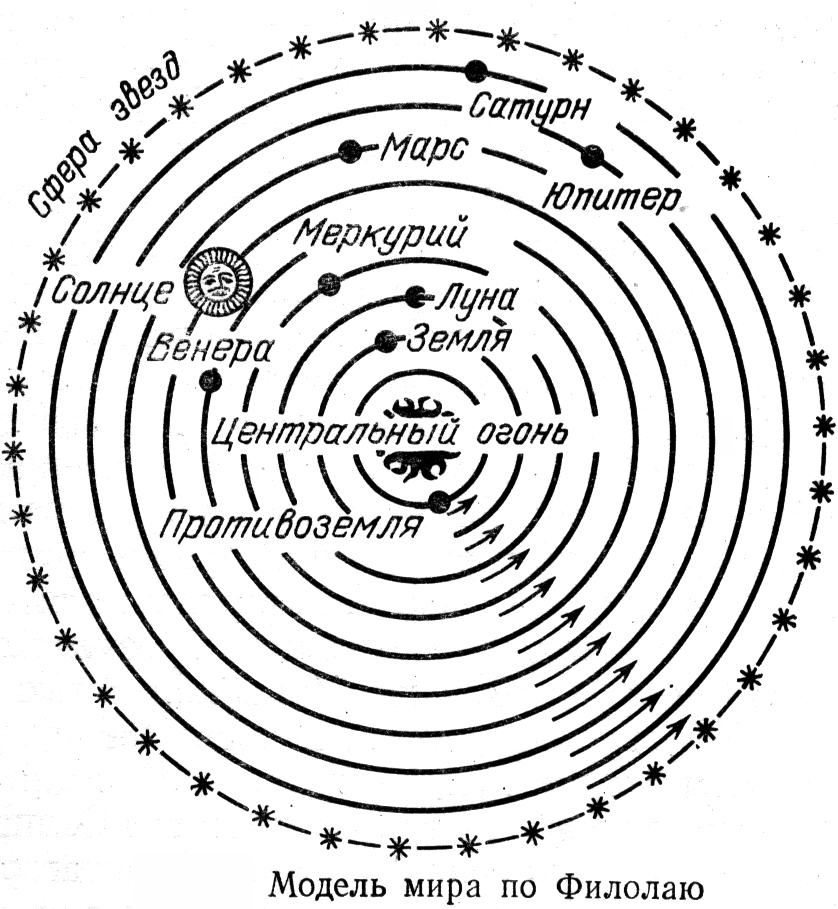 Сфера звезд
Сатурн
Марс
Юпитер
Меркурий
Солнце
Луна
Венера
Земля
Центральный огонь
Противоземля
Модель мира по Филолаю